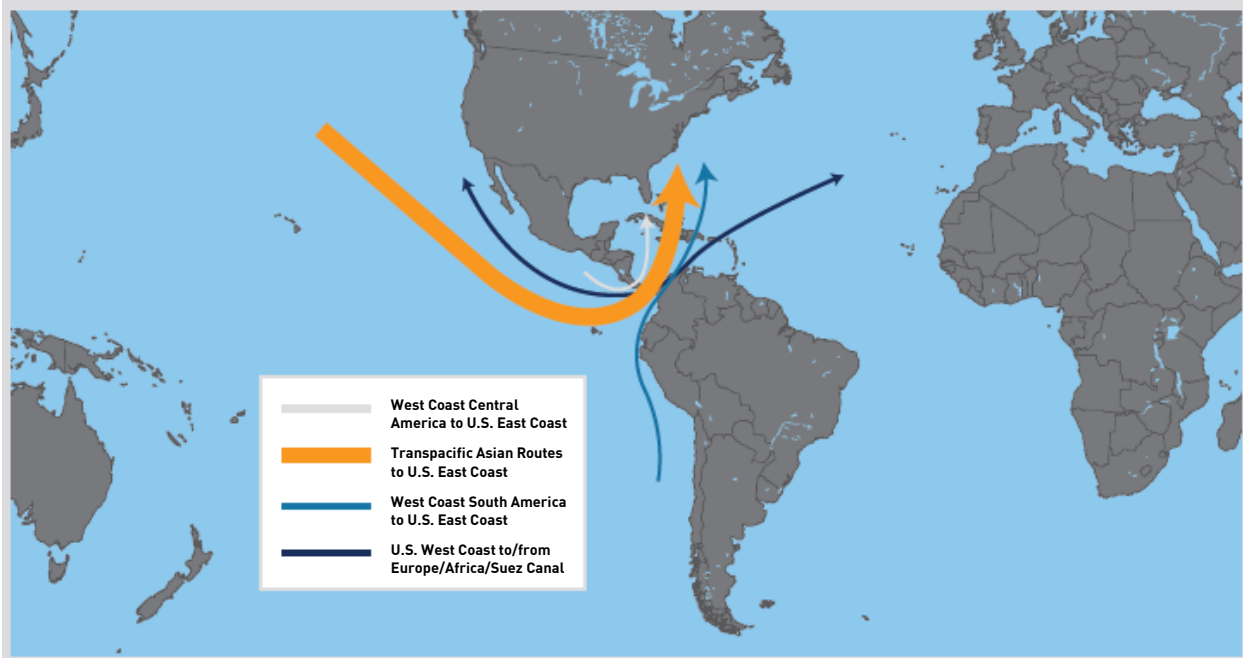 West Coast Central
America to U.S. East Coast
Transpacific Asian Routes
to U.S. East Coast
West Coast South America
to U.S. East Coast
U.S. West Coast to/from
Europe/Africa/Suez Canal